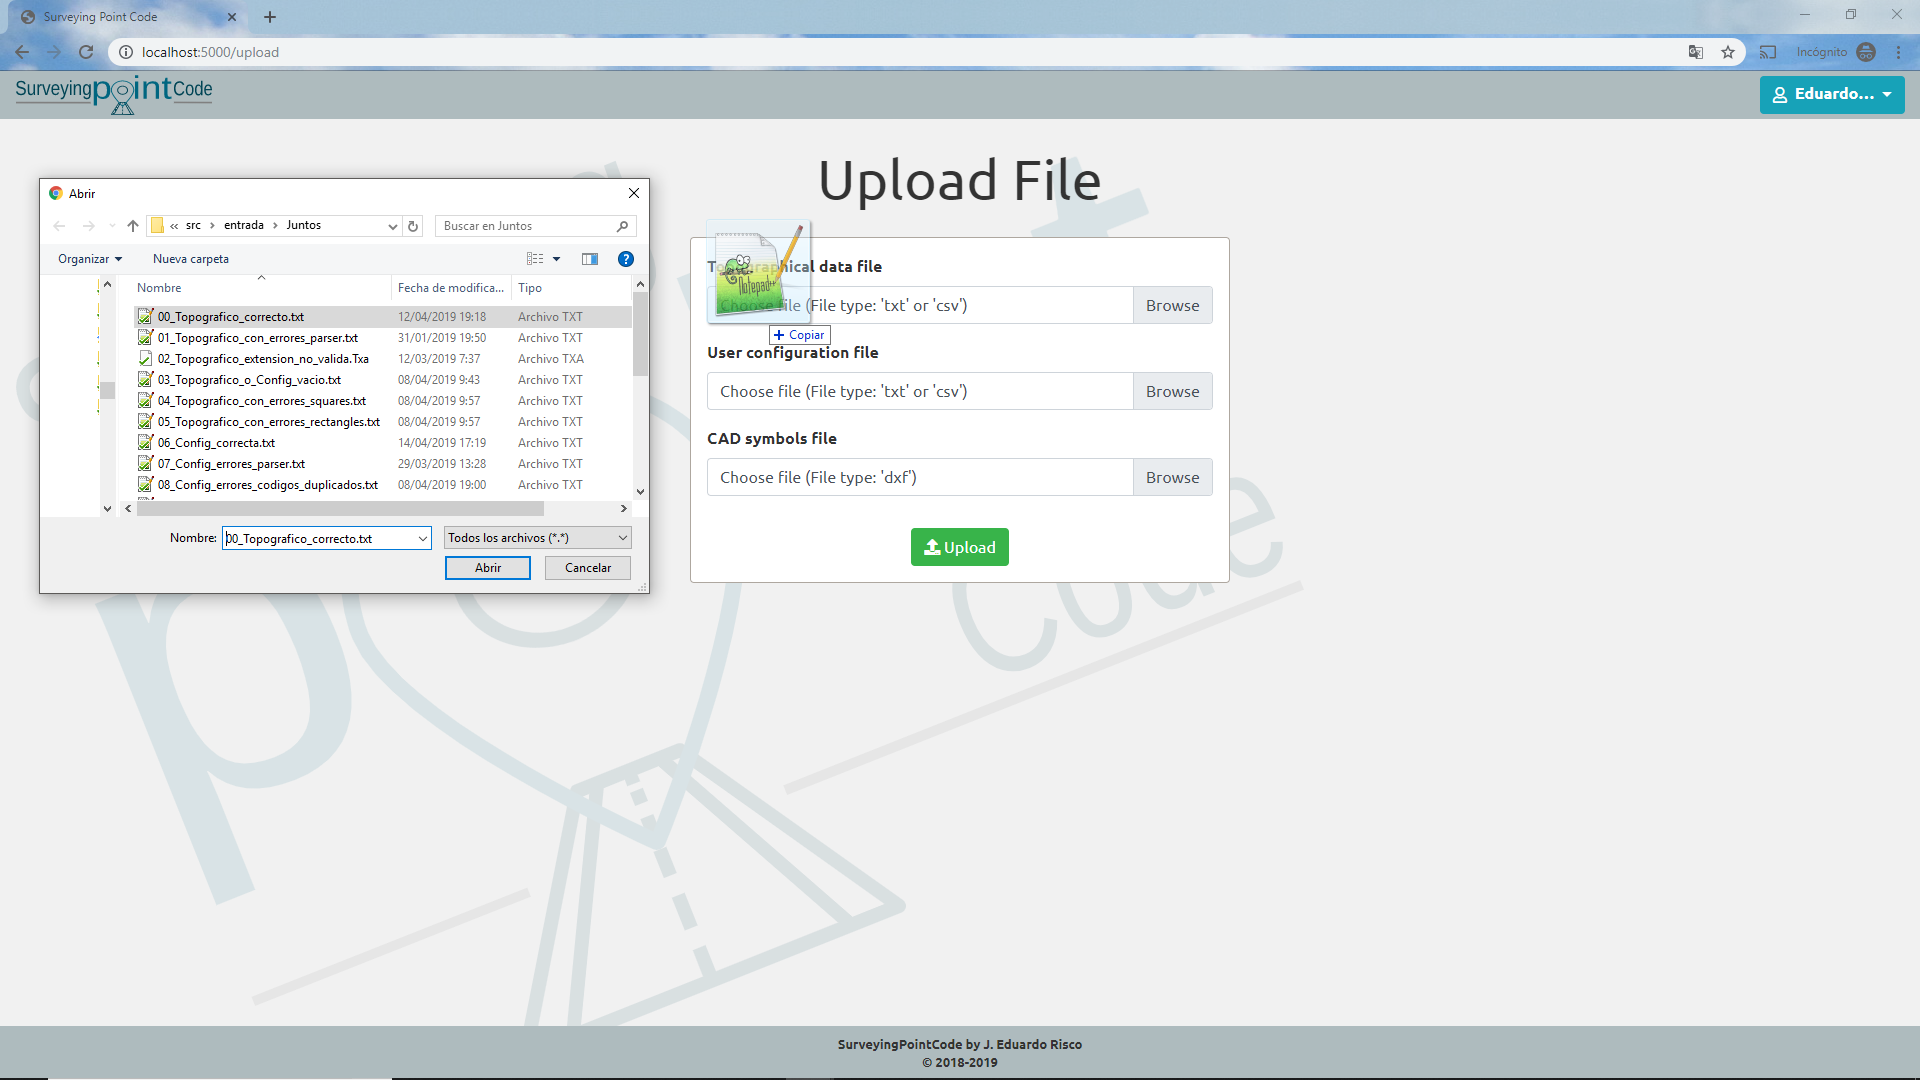 Surveying Point Code
localhost:5000/upload
Incógnito
SurveyingpointCode
Eduardo...
Upload File
Abrir
« src > entrada > Juntos
Buscar en Juntos
Organizar
Nueva carpeta
Nombre Fecha de modifica... Tipo
00_Topografico_correcto.txt 12/04/2019 19:18 Archivo TXT
01_Topografico_con_errores_parser.txt 31/01/2019 19:50 Archivo TXT
02_Topografico_extension_no_valida.Txa 12/03/2019 7:37 Archivo TXA
03_Topografico_o_Config_vacio.txt 08/04/2019 9:43 Archivo TXT
04_Topografico_con_errores_squares.txt 08/04/2019 9:57 Archivo TXT
05_Topografico_con_errores_rectangles.txt 08/04/2019 9:57 Archivo TXT
06_Config_correcta.txt 14/04/2019 17:19 Archivo TXT
07_Config_errores_parser.txt 29/03/2019 13:28 Archivo TXT
08_Config_errores_codigos_duplicados.txt 08/04/2019 19:00 Archivo TXT
Nombre: 00_Topografico_correcto.txt
Todos los archivos (*.*)
Abrir
Cancelar
Topographical data file
Notepad++
Choose file (File type: 'txt' or 'csv')
Browse
+ Copiar
User configuration file
Choose file (File type: 'txt' or 'csv')
Browse
CAD symbols file
Choose file (File type: 'dxf')
Browse
Upload
Code
SurveyingPointCode by J. Eduardo Risco
© 2018-2019